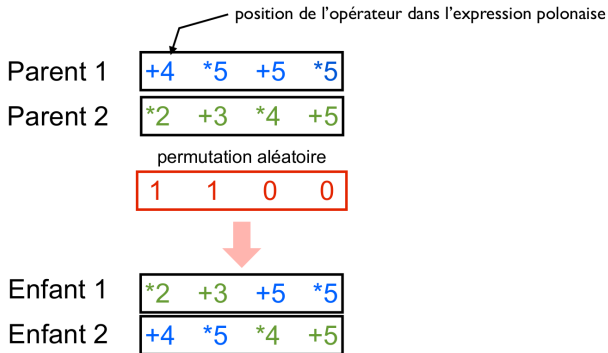 position de l'opérateur dans l'expression polonaise
Parent 1 +4 *5 +5 *5
Parent 2 *2 +3 *4 +5
permutation aléatoire
1 1 0 0
Enfant 1 *2 +3 +5 *5
Enfant 2 +4 *5 *4 +5